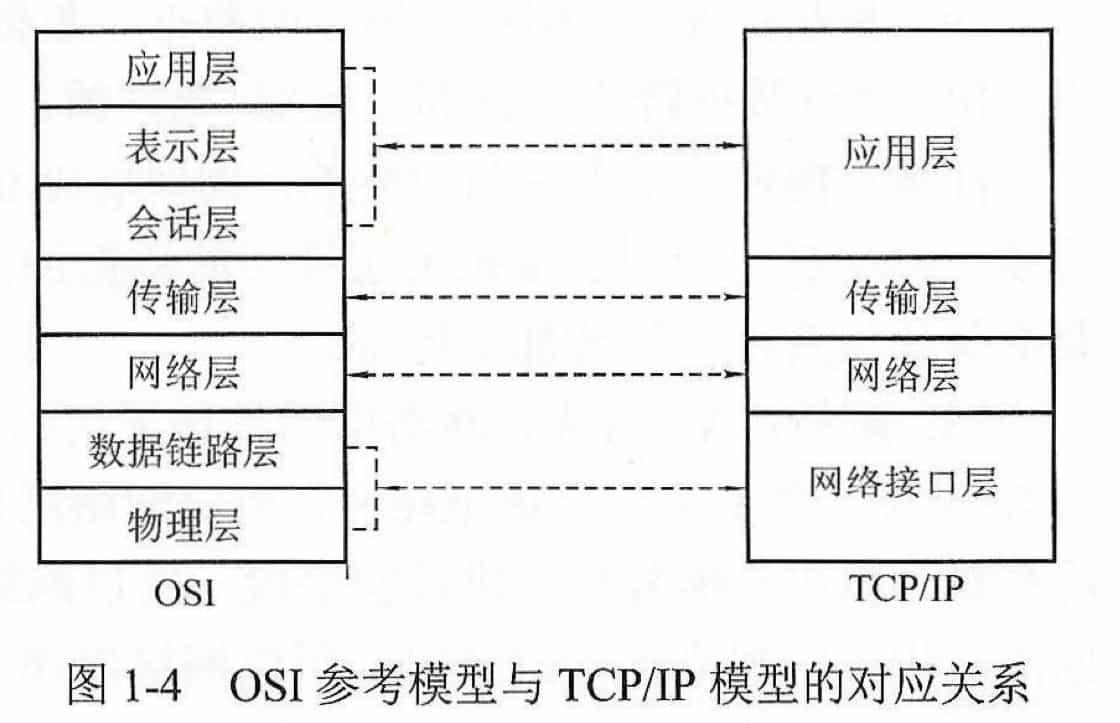 应用层
表示层
会话层
传输层
网络层
数据链路层
物理层
OSI
应用层
传输层
网络层
网络接口层
TCP/IP
图 1-4 OSI 参考模型与 TCP/IP 模型的对应关系